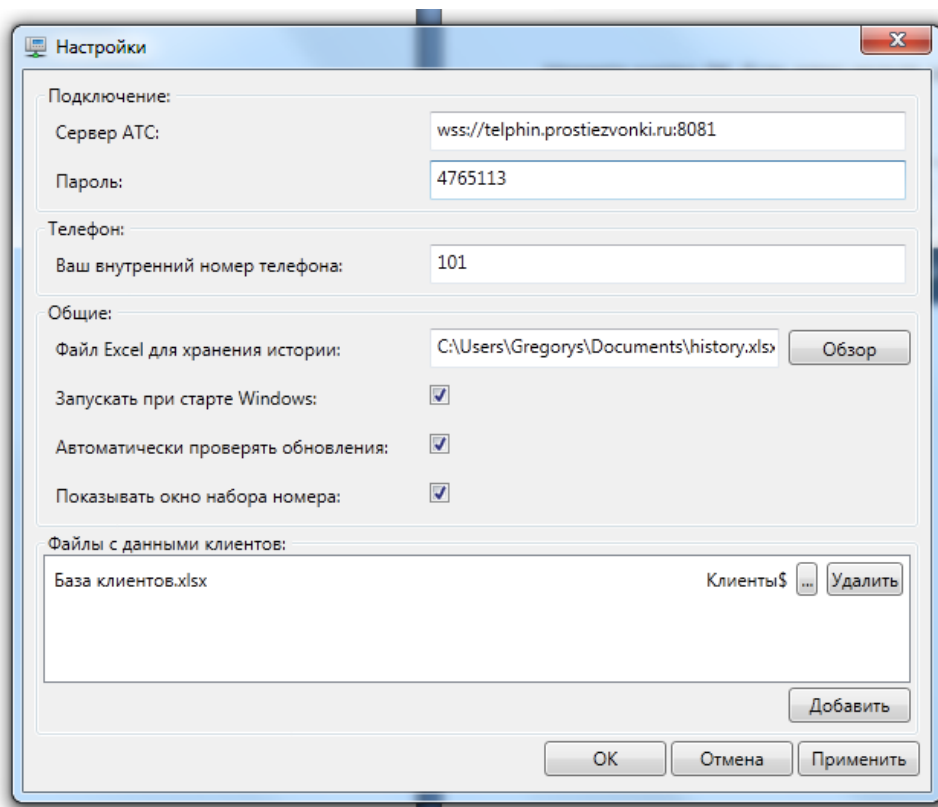 Настройки
Подключение:
Сервер АТС: wss://telphin.prostiezvonki.ru:8081
Пароль: 4765113
Телефон:
Ваш внутренний номер телефона: 101
Общие:
Файл Excel для хранения истории: C:\Users\Gregorys\Documents\history.xlsx Обзор
Запускать при старте Windows:
Автоматически проверять обновления:
Показывать окно набора номера:
Файлы с данными клиентов:
База клиентов.xlsx Клиенты$ ... Удалить
Добавить
ОК Отмена Применить